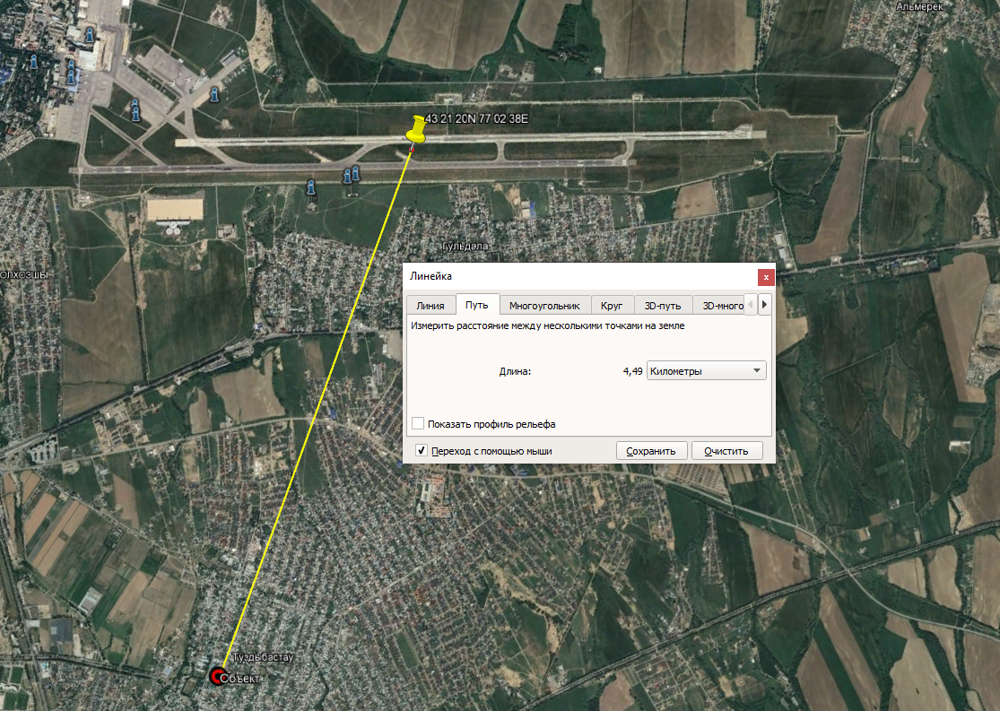 Альмерек
43 21 20N 77 02 38E
Гульдала
ОЛХОЗШЫ
Линейка
Линия
Путь
Многоугольник
Круг
3D-путь
3D-много
Измерить расстояние между несколькими точками на земле
Длина:
4,49
Километры
Показать профиль рельефа
Переход с помощью мыши
Сохранить
Очистить
Туздыбастау
Объект